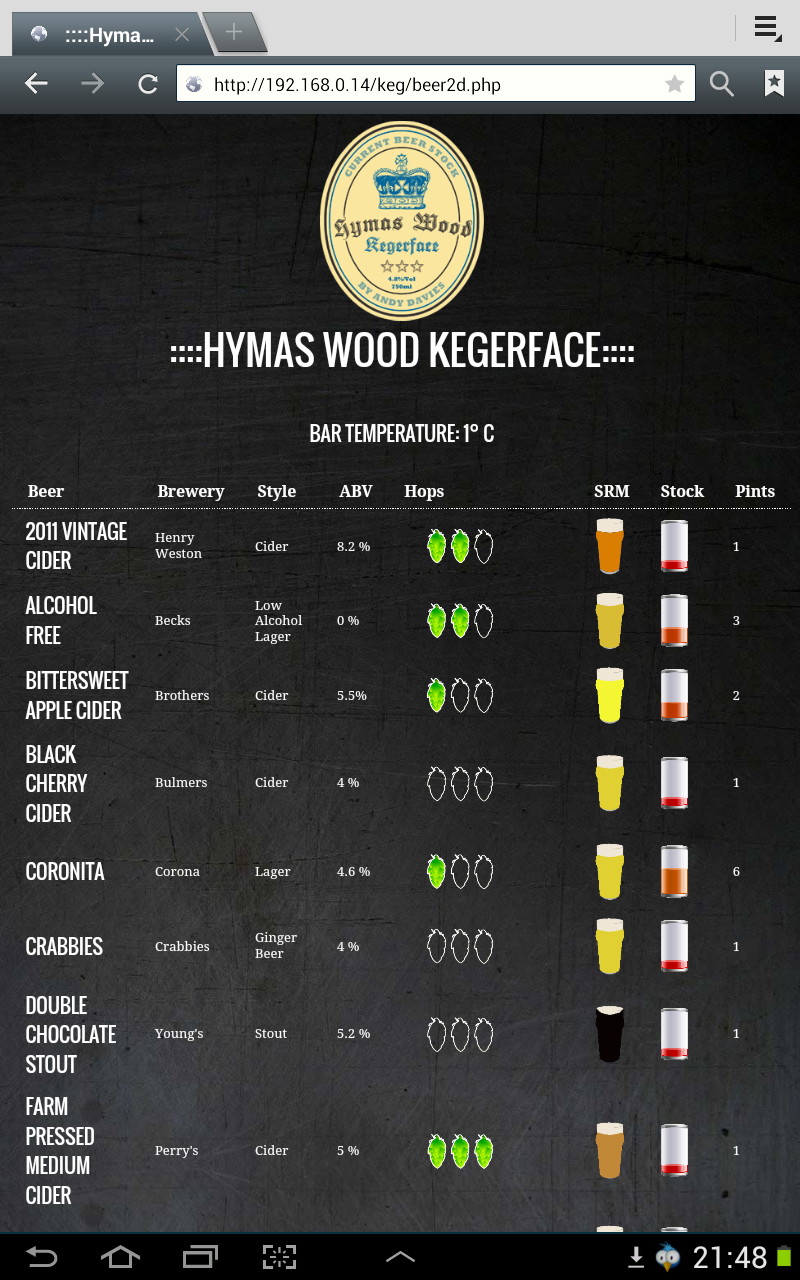 ::::Hyma...
http://192.168.0.14/keg/beer2d.php
CURRENT BEER STOCK
Hymas Wood
Kegerface
4.8%Vol
750ml
BY ANDY DAVIES
::::HYMAS WOOD KEGERFACE::::
BAR TEMPERATURE: 1° C
Beer Brewery Style ABV Hops SRM Stock Pints
2011 VINTAGE
CIDER
Henry
Weston
Cider
8.2 %
1
ALCOHOL
FREE
Becks
Low
Alcohol
Lager
0 %
3
BITTERSWEET
APPLE CIDER
Brothers
Cider
5.5%
2
BLACK
CHERRY
CIDER
Bulmers
Cider
4 %
1
CORONITA
Corona
Lager
4.6 %
6
CRABBIES
Crabbies
Ginger
Beer
4 %
1
DOUBLE
CHOCOLATE
STOUT
Young's
Stout
5.2 %
1
FARM
PRESSED
MEDIUM
CIDER
Perry's
Cider
5 %
1
21:48